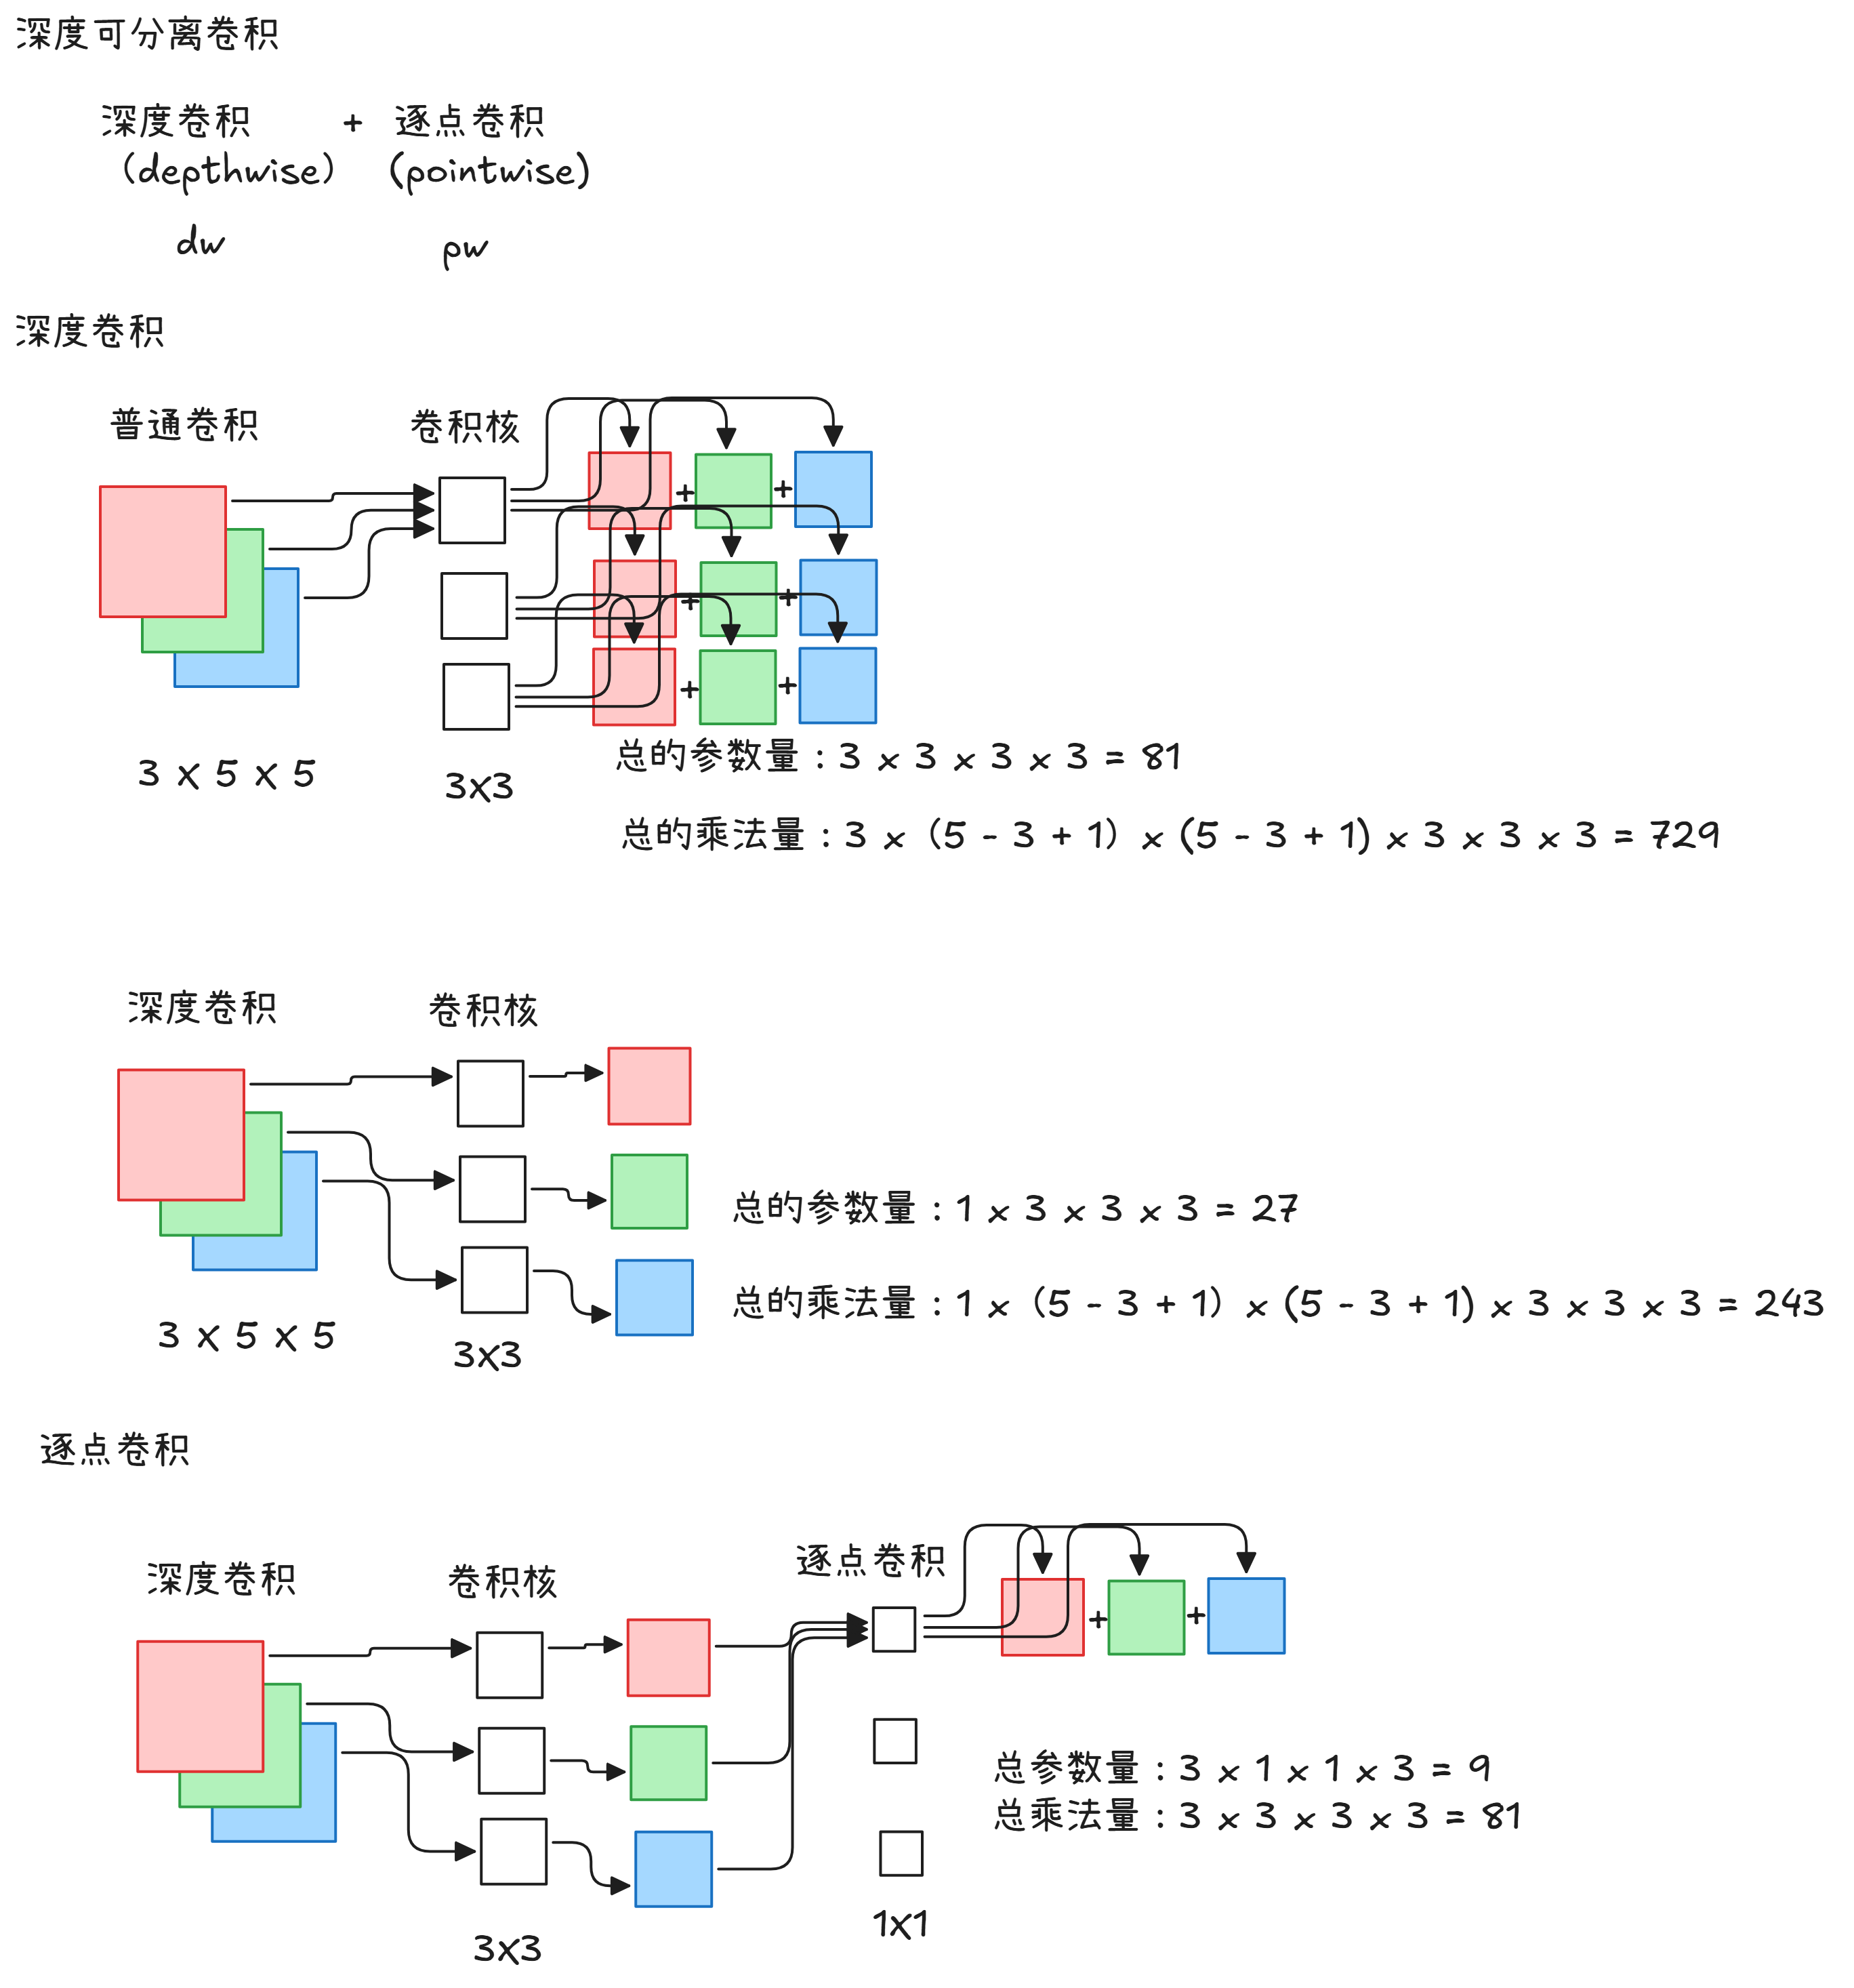 深度可分离卷积
深度卷积 + 逐点卷积
(depthwise) (pointwise)
dw pw
深度卷积
普通卷积 卷积核
+ +
+ +
+ +
3 x 5 x 5 3x3
总的参数量：3 x 3 x 3 x 3 = 81
总的乘法量：3 x (5 - 3 + 1) x (5 - 3 + 1) x 3 x 3 x 3 = 729
深度卷积 卷积核
总的参数量：1 x 3 x 3 x 3 = 27
总的乘法量：1 x (5 - 3 + 1) x (5 - 3 + 1) x 3 x 3 x 3 = 243
3 x 5 x 5 3x3
逐点卷积
深度卷积 卷积核 逐点卷积
+ +
总参数量：3 x 1 x 1 x 3 = 9
总乘法量：3 x 3 x 3 x 3 = 81
3x3 1x1